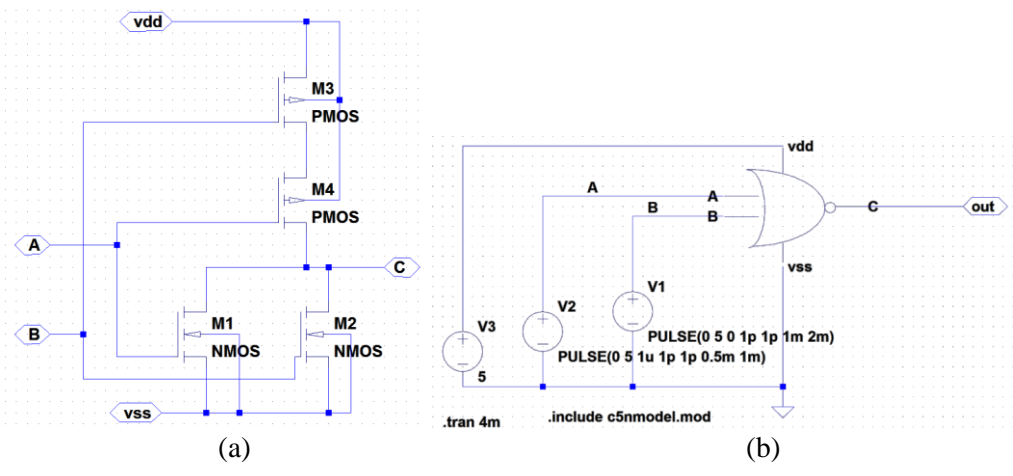 vdd
M3
PMOS
M4
PMOS
A
C
B
M1
NMOS
M2
NMOS
vss
(a)
vdd
A
A
B
B
C
out
vss
V1
V2
V3
PULSE(0 5 0 1p 1p 1m 2m)
PULSE(0 5 1u 1p 1p 0.5m 1m)
5
.tran 4m
.include c5nmodel.mod
(b)